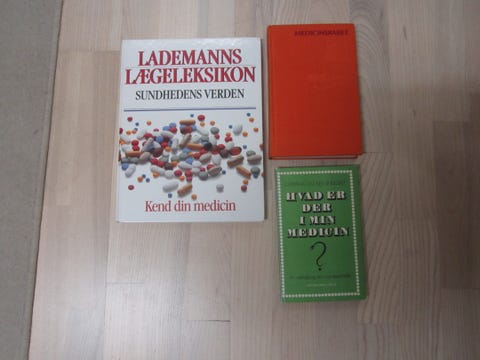 LADEMANNS
LÆGELEKSIKON
SUNDHEDENS VERDEN
Kend din medicin
MEDICINSKABET
HVAD ER
DER
I MIN
MEDICIN
?